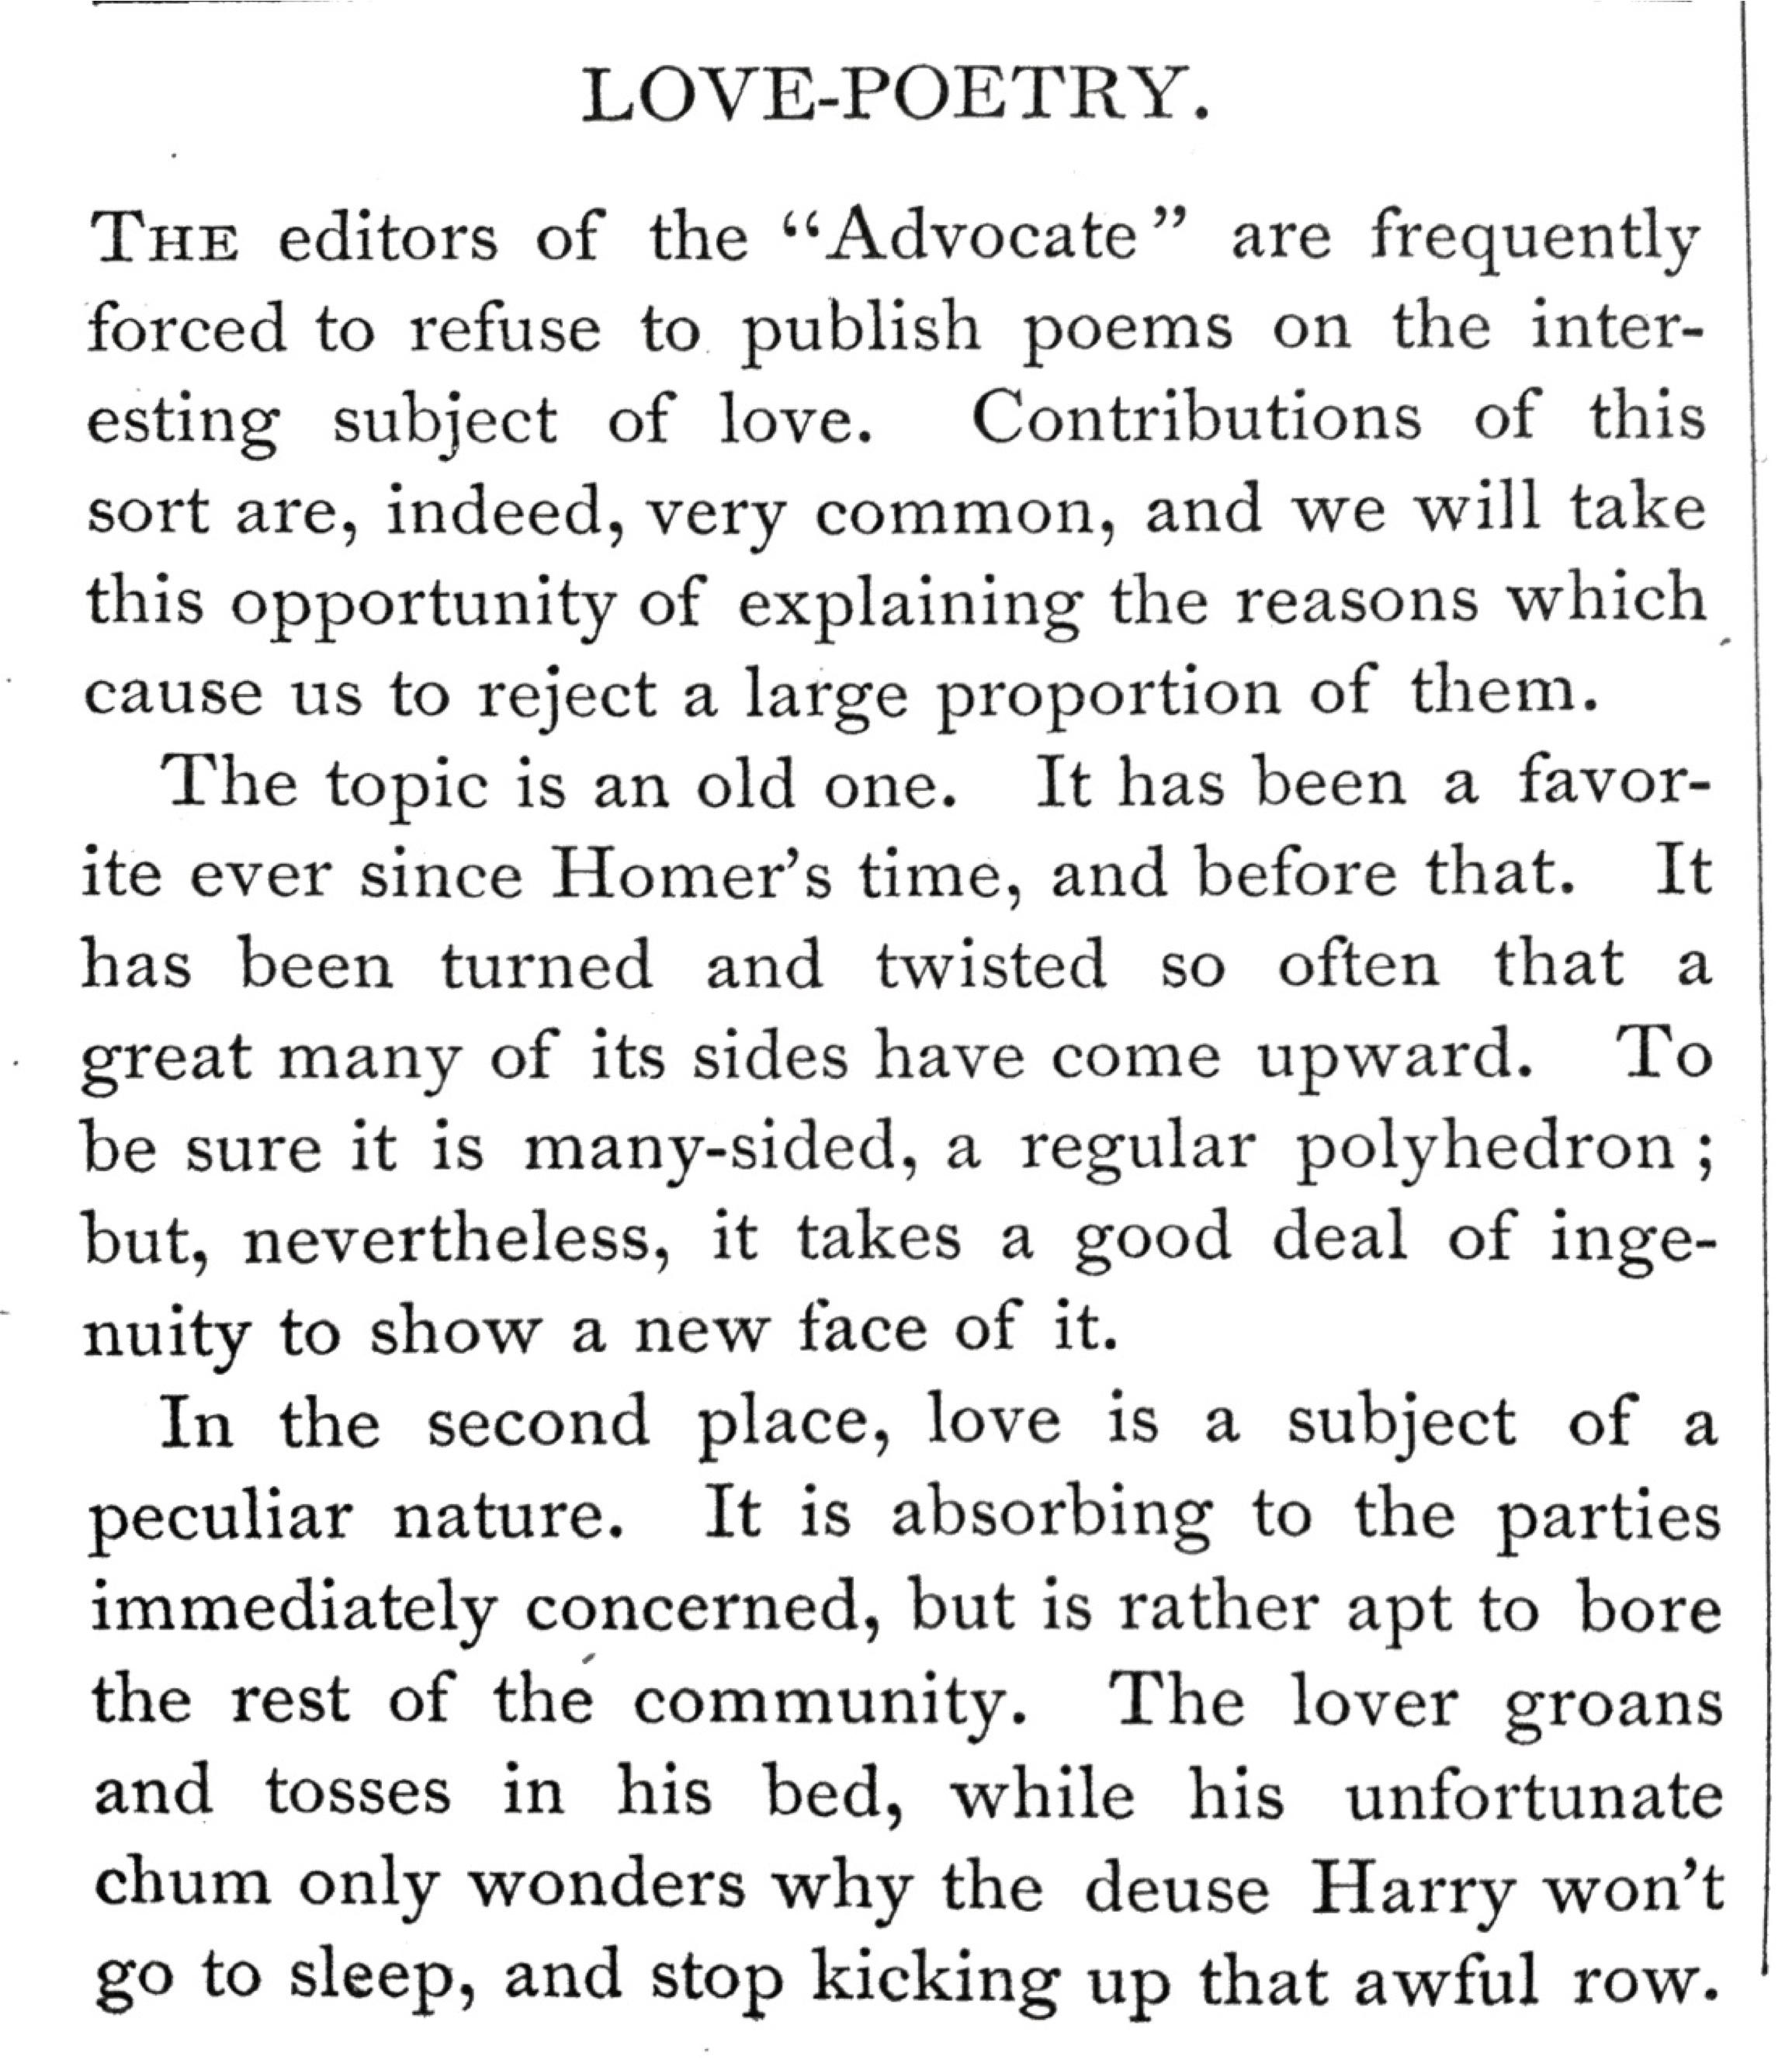 LOVE-POETRY.
THE editors of the “Advocate” are frequently
forced to refuse to publish poems on the inter-
esting subject of love. Contributions of this
sort are, indeed, very common, and we will take
this opportunity of explaining the reasons which
cause us to reject a large proportion of them.
The topic is an old one. It has been a favor-
ite ever since Homer’s time, and before that. It
has been turned and twisted so often that a
great many of its sides have come upward. To
be sure it is many-sided, a regular polyhedron;
but, nevertheless, it takes a good deal of inge-
nuity to show a new face of it.
In the second place, love is a subject of a
peculiar nature. It is absorbing to the parties
immediately concerned, but is rather apt to bore
the rest of the community. The lover groans
and tosses in his bed, while his unfortunate
chum only wonders why the deuse Harry won’t
go to sleep, and stop kicking up that awful row.